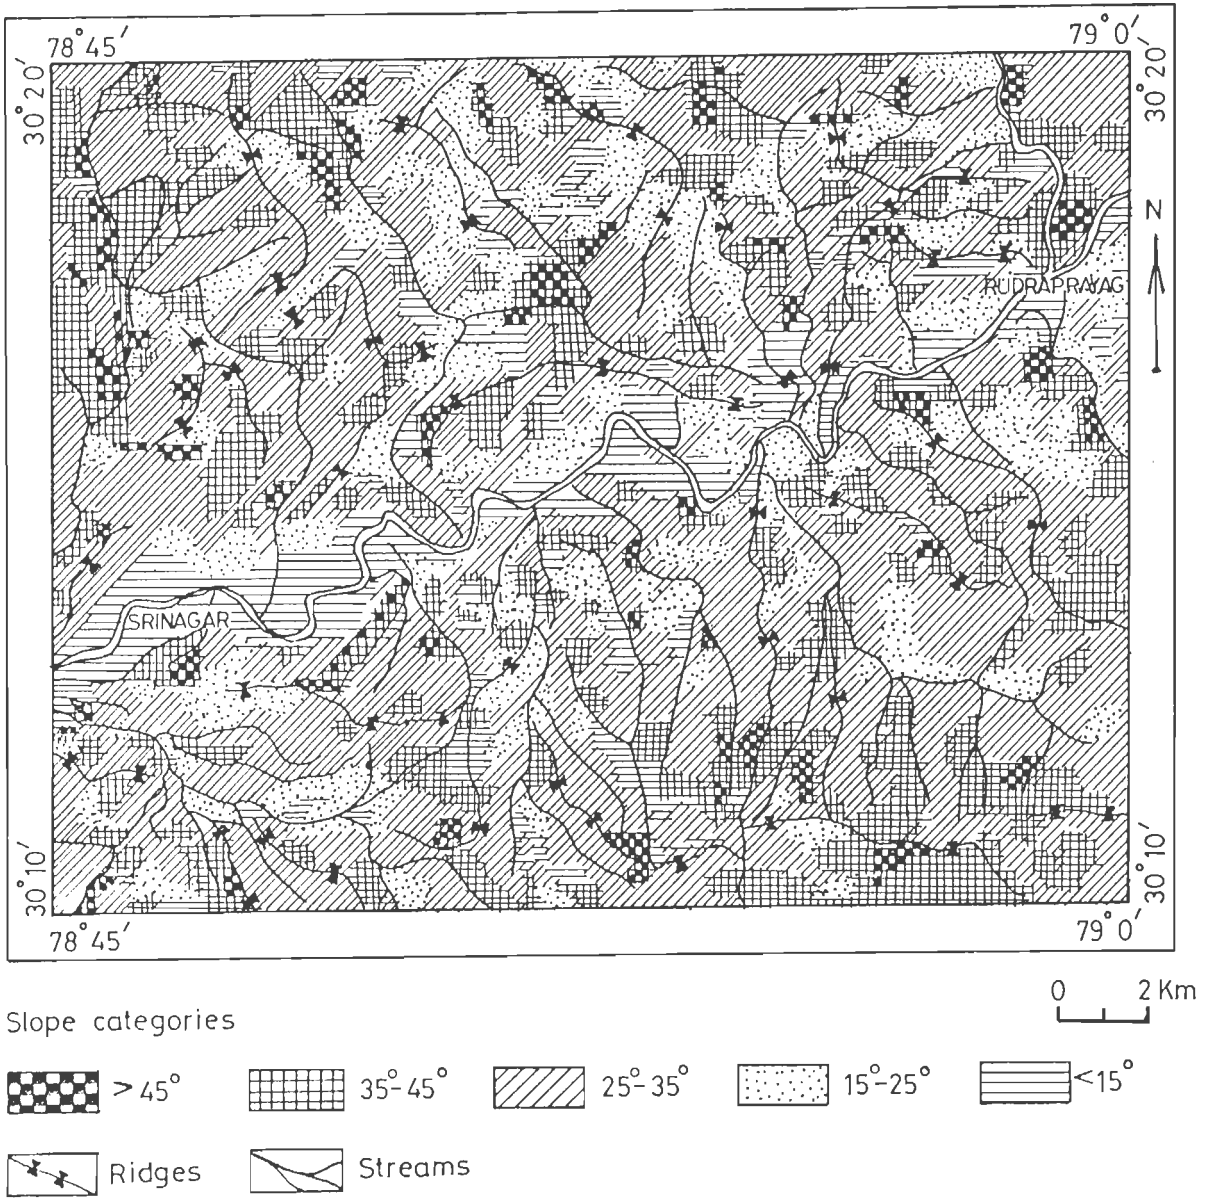 78°45′ 79°0′
30°20′ 30°20′
N
RUDRAPRAYAG
SRINAGAR
30°10′ 30°10′
78°45′ 79°0′
0 2 Km
Slope categories
>45° 35°-45° 25°-35° 15°-25° <15°
Ridges Streams